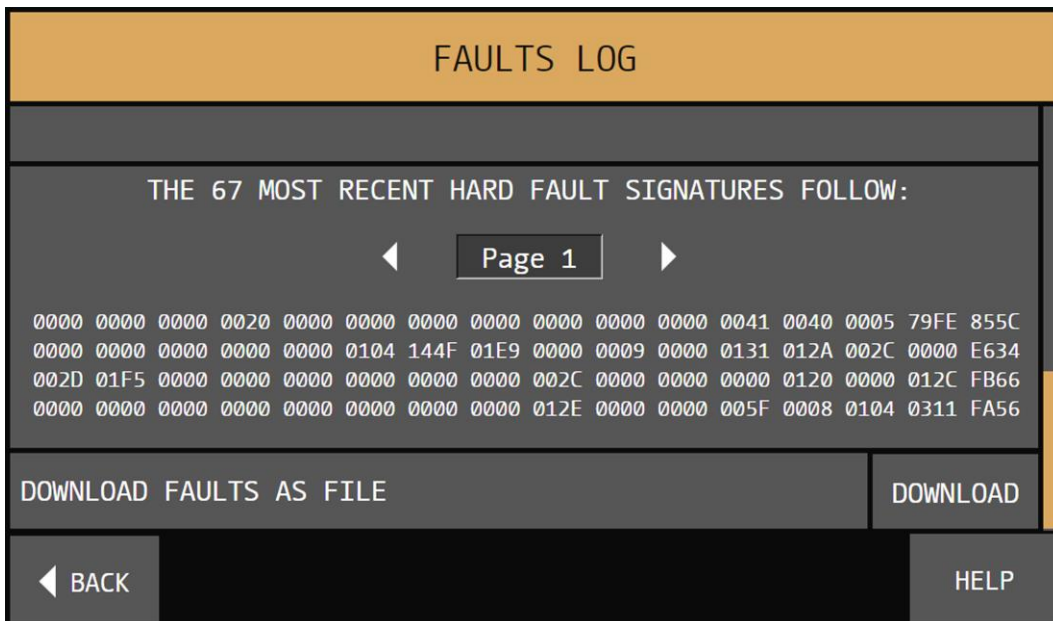 FAULTS LOG
THE 67 MOST RECENT HARD FAULT SIGNATURES FOLLOW:
Page 1
0000 0000 0000 0020 0000 0000 0000 0000 0000 0000 0000 0041 0040 0005 79FE 855C
0000 0000 0000 0000 0000 0104 144F 01E9 0000 0009 0000 0131 012A 002C 0000 E634
002D 01F5 0000 0000 0000 0000 0000 0000 002C 0000 0000 0000 0120 0000 012C FB66
0000 0000 0000 0000 0000 0000 0000 0000 012E 0000 0000 005F 0008 0104 0311 FA56
DOWNLOAD FAULTS AS FILE
DOWNLOAD
BACK
HELP